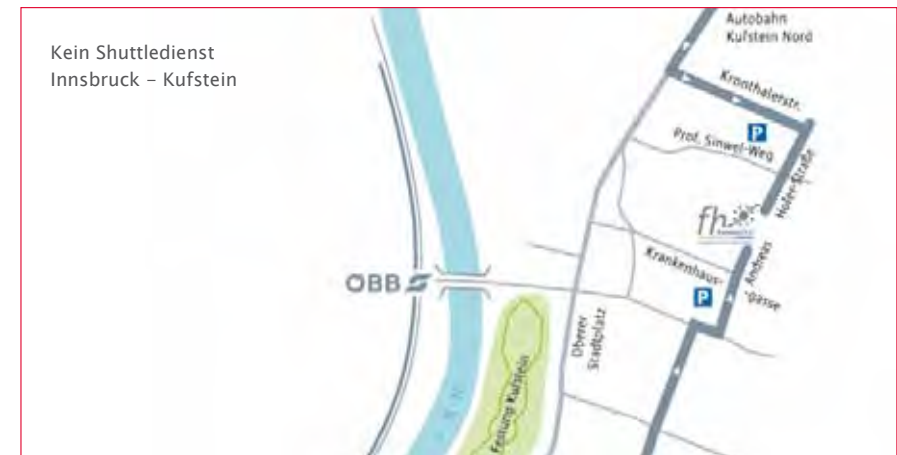 Kein Shuttledienst
Innsbruck – Kufstein
Autobahn
Kufstein Nord
Kronthalerstr.
P
Prof. Sinwel-Weg
Andreas
Hofer-Straße
fh
Krankenhaus-
-gasse
P
ÖBB
Oberer
Stadtplatz
Festung Kufstein